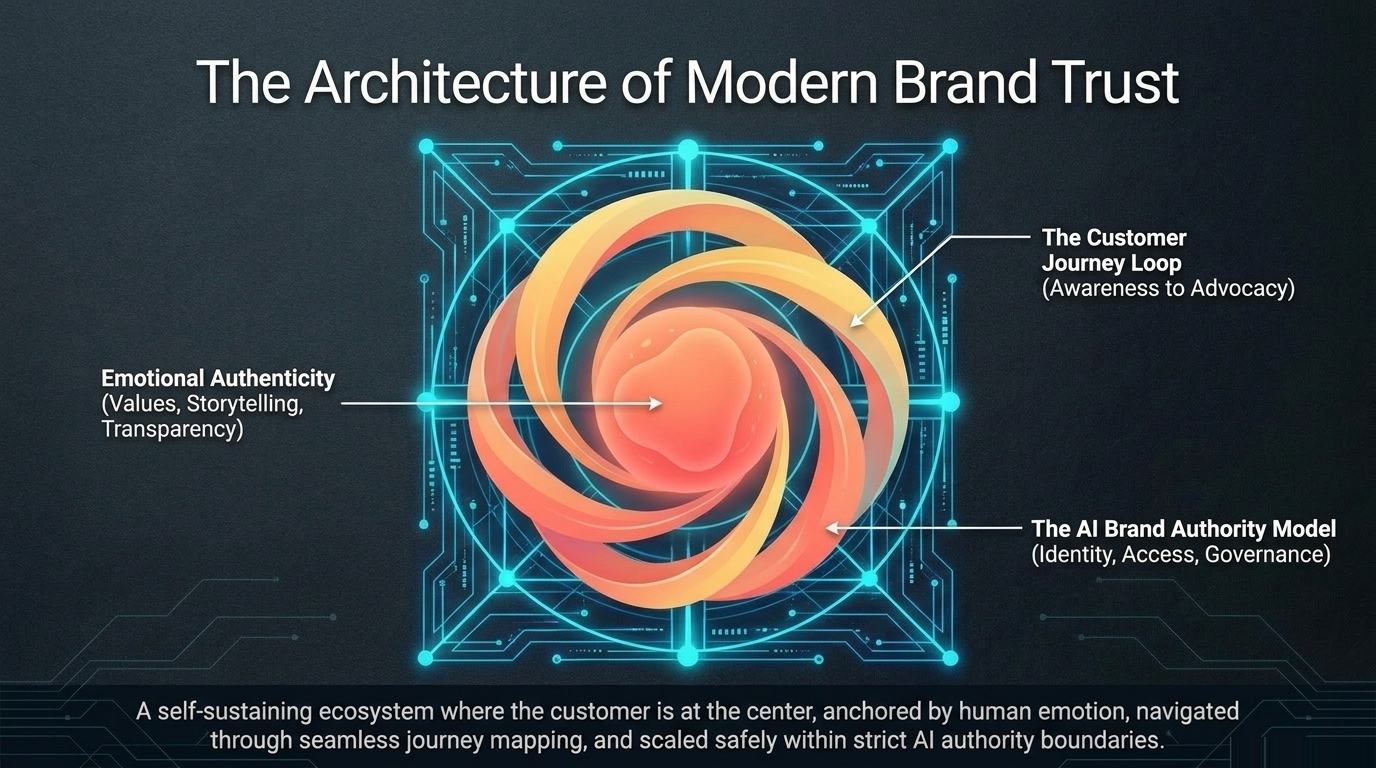 The Architecture of Modern Brand Trust
The Customer
Journey Loop
(Awareness to Advocacy)
Emotional Authenticity
(Values, Storytelling,
Transparency)
The AI Brand Authority Model
(Identity, Access, Governance)
A self-sustaining ecosystem where the customer is at the center, anchored by human emotion, navigated
through seamless journey mapping, and scaled safely within strict AI authority boundaries.